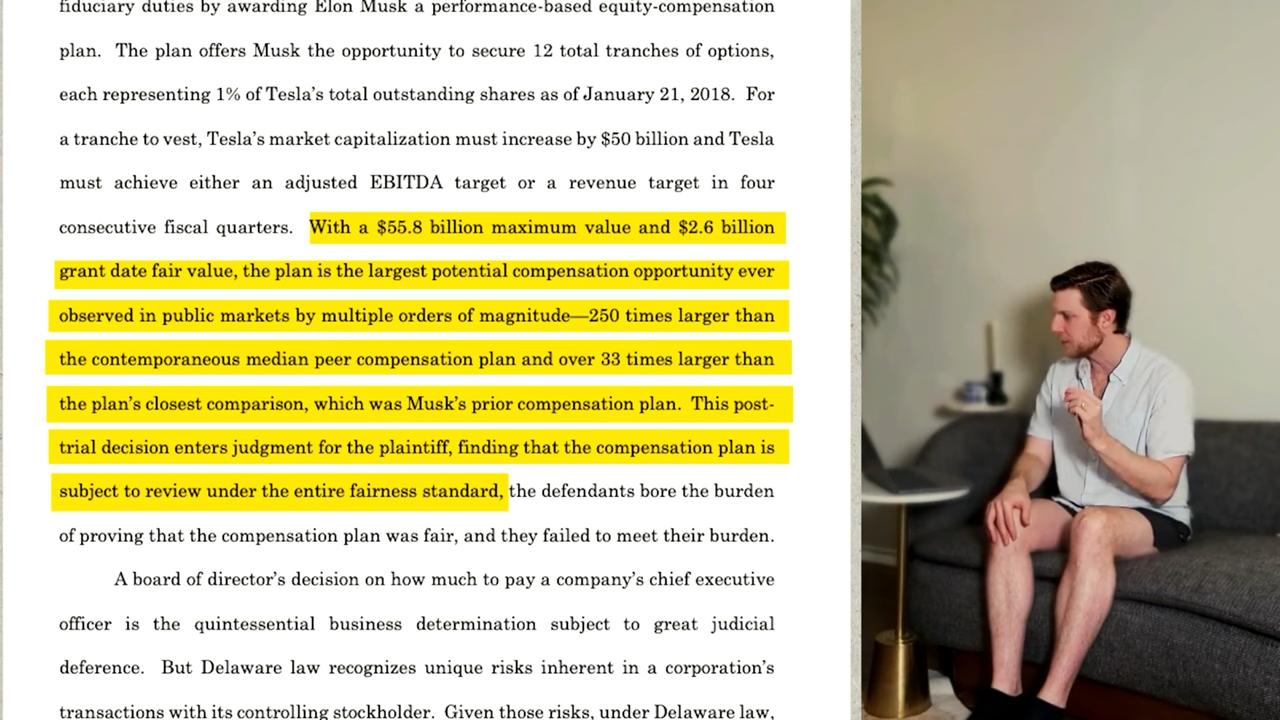 fiduciary duties by awarding Elon Musk a performance-based equity-compensation
plan. The plan offers Musk the opportunity to secure 12 total tranches of options,
each representing 1% of Tesla's total outstanding shares as of January 21, 2018. For
a tranche to vest, Tesla's market capitalization must increase by $50 billion and Tesla
must achieve either an adjusted EBITDA target or a revenue target in four
consecutive fiscal quarters. With a $55.8 billion maximum value and $2.6 billion
grant date fair value, the plan is the largest potential compensation opportunity ever
observed in public markets by multiple orders of magnitude—250 times larger than
the contemporaneous median peer compensation plan and over 33 times larger than
the plan's closest comparison, which was Musk's prior compensation plan. This post-
trial decision enters judgment for the plaintiff, finding that the compensation plan is
subject to review under the entire fairness standard, the defendants bore the burden
of proving that the compensation plan was fair, and they failed to meet their burden.
A board of director's decision on how much to pay a company's chief executive
officer is the quintessential business determination subject to great judicial
deference. But Delaware law recognizes unique risks inherent in a corporation's
transactions with its controlling stockholder. Given those risks, under Delaware law,